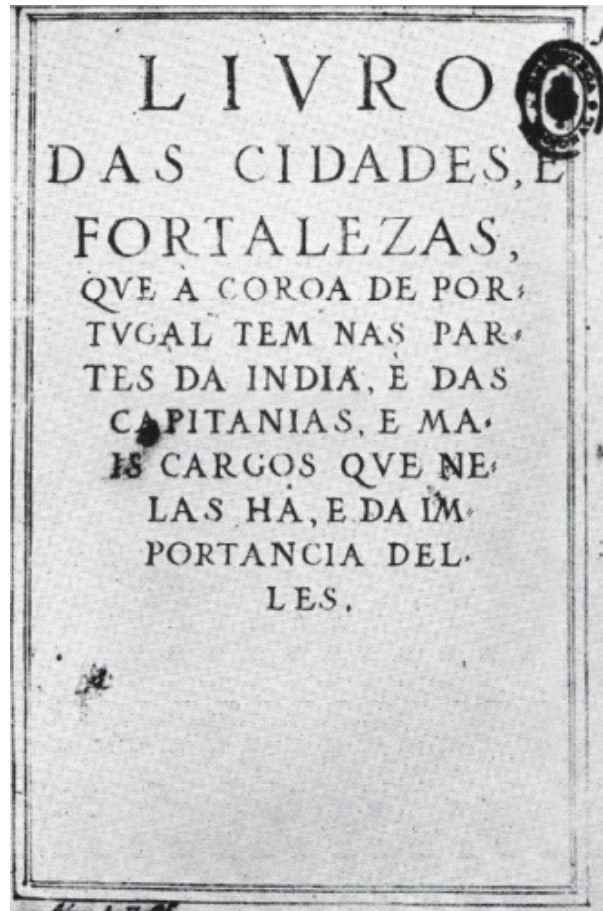 LIVRO
DAS CIDADES, E
FORTALEZAS,
QVE À COROA DE POR-
TVGAL TEM NAS PAR-
TES DA INDIA, E DAS
CAPITANIAS, E MA-
IS CARGOS QVE NE-
LAS HÁ, E DA IM-
PORTANCIA DEL-
LES.